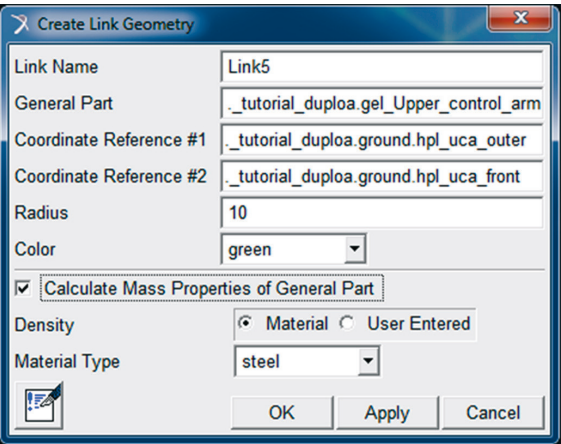 Create Link Geometry
Link Name Link5
General Part ._tutorial_duploa.gel_Upper_control_arm
Coordinate Reference #1 ._tutorial_duploa.ground.hpl_uca_outer
Coordinate Reference #2 ._tutorial_duploa.ground.hpl_uca_front
Radius 10
Color green
Calculate Mass Properties of General Part
Density Material User Entered
Material Type steel
OK Apply Cancel